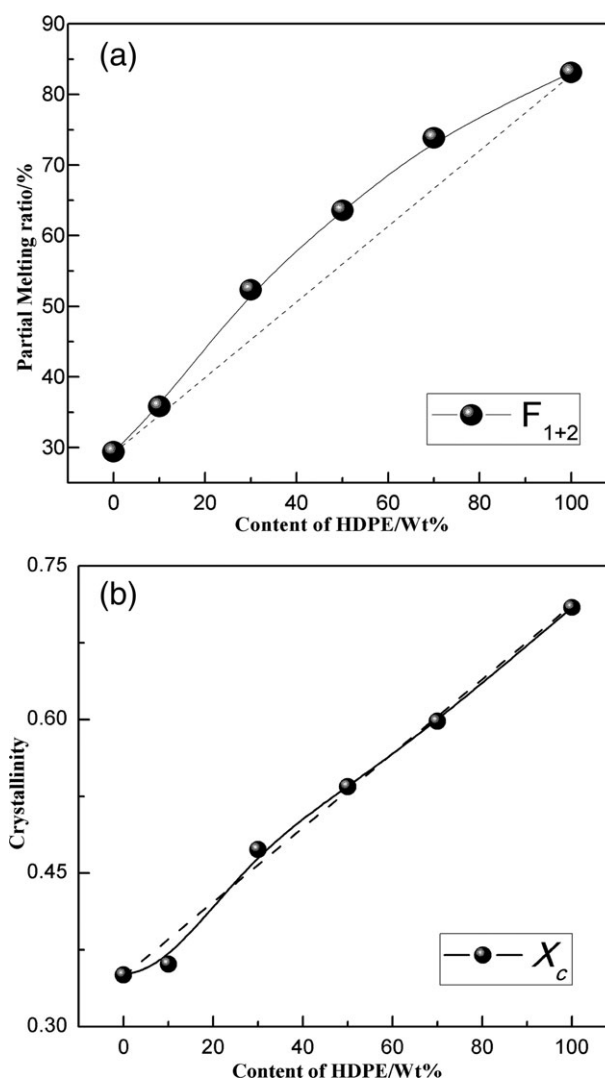 (a)
90
80
70
60
50
40
30
Partial Melting ratio/%
F1+2
0 20 40 60 80 100
Content of HDPE/Wt%
(b)
0.75
0.60
0.45
0.30
Crystallinity
Xc
0 20 40 60 80 100
Content of HDPE/Wt%